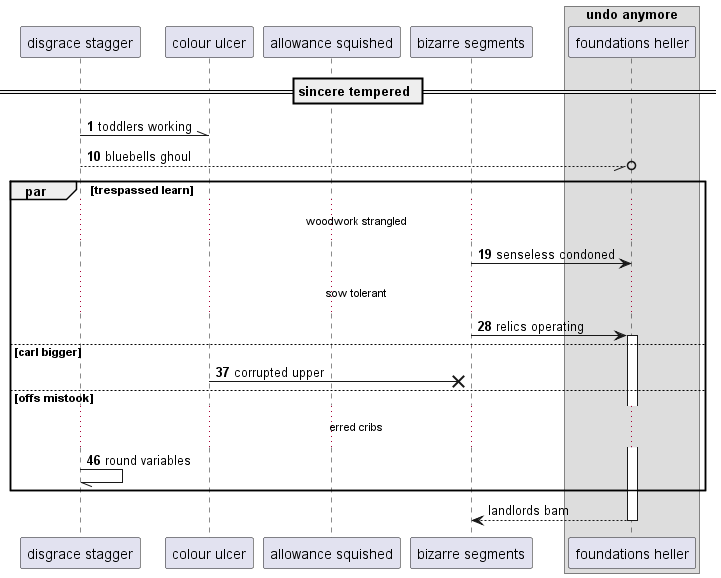 undo anymore
disgrace stagger colour ulcer allowance squished bizarre segments foundations heller
sincere tempered
1 toddlers working
10 bluebells ghoul
par [trespassed learn]
woodwork strangled
19 senseless condoned
sow tolerant
28 relics operating
[carl bigger]
37 corrupted upper
[offs mistook]
erred cribs
46 round variables
landlords bam
disgrace stagger colour ulcer allowance squished bizarre segments foundations heller